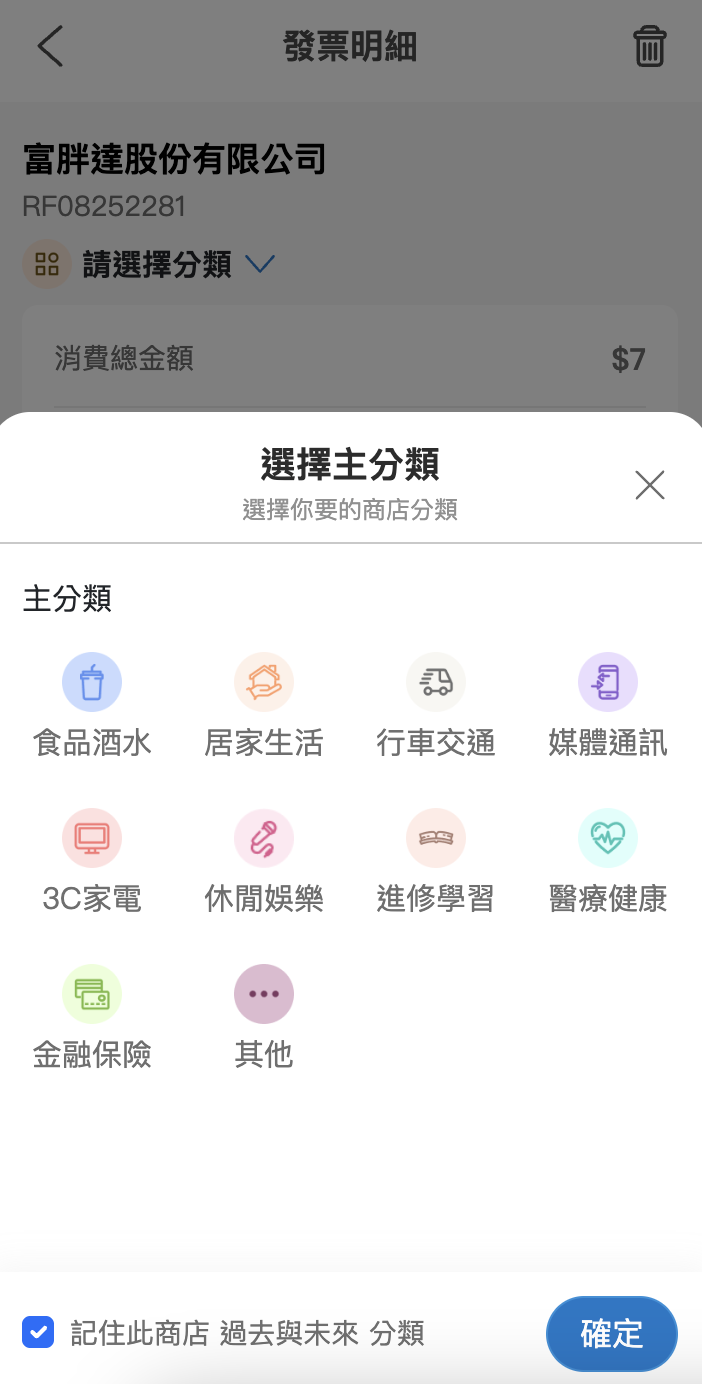 發票明細
富胖達股份有限公司
RF08252281
請選擇分類
消費總金額 $7
選擇主分類
選擇你要的商店分類
主分類
食品酒水 居家生活 行車交通 媒體通訊
3C家電 休閒娛樂 進修學習 醫療健康
金融保險 其他
記住此商店 過去與未來 分類 確定